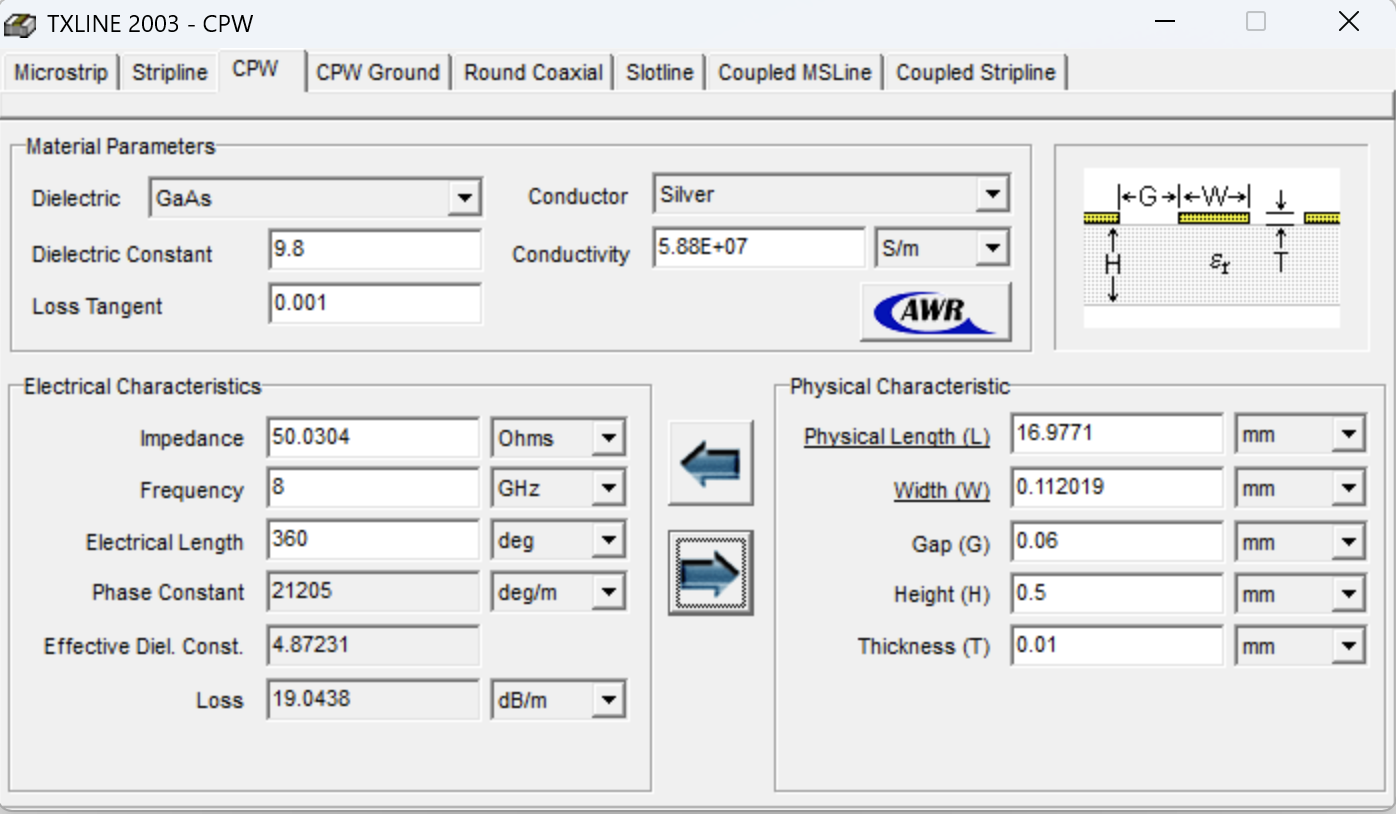 TXLINE 2003 - CPW
Microstrip Stripline CPW CPW Ground Round Coaxial Slotline Coupled MSLine Coupled Stripline
Material Parameters
Dielectric GaAs Conductor Silver
Dielectric Constant 9.8 Conductivity 5.88E+07 S/m
Loss Tangent 0.001
AWR
G W
H εr T
Electrical Characteristics
Impedance 50.0304 Ohms
Frequency 8 GHz
Electrical Length 360 deg
Phase Constant 21205 deg/m
Effective Diel. Const. 4.87231
Loss 19.0438 dB/m
Physical Characteristic
Physical Length (L) 16.9771 mm
Width (W) 0.112019 mm
Gap (G) 0.06 mm
Height (H) 0.5 mm
Thickness (T) 0.01 mm